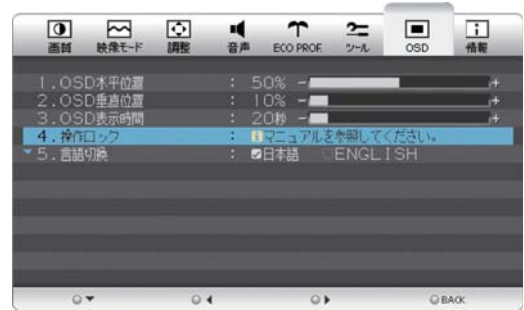 画質 映像モード 調整 音声 ECO PROF. ツール OSD 情報
1.OSD水平位置 : 50% − +
2.OSD垂直位置 : 10% − +
3.OSD表示時間 : 20秒 − +
4.操作ロック : iマニュアルを参照してください。
5.言語切換 : 日本語 ENGLISH
BACK